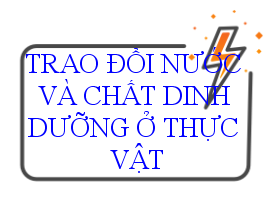 TRAO ĐỔI NƯỚC
VÀ CHẤT DINH
DƯỠNG Ở THỰC
VẬT